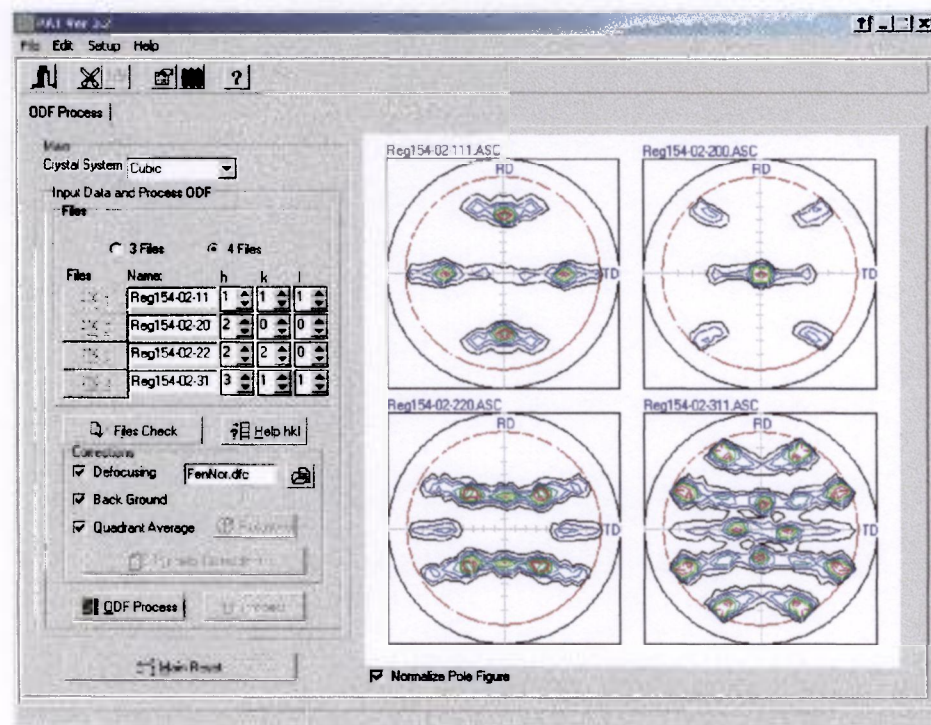 File Edit Setup Help
ODF Process
Main
Crystal System Cubic
Input Data and Process ODF
Files
3 Files 4 Files
Files Name: h k l
Reg154-02-11 1 1 1
Reg154-02-20 2 0 0
Reg154-02-22 2 2 0
Reg154-02-31 3 1 1
Files Check Help hkl
Corrections
Defocusing FenNor.dfc
Back Ground
Quadrant Average
ODF Process
Main Reset
Reg154-02-111.ASC
RD
TD
Reg154-02-200.ASC
RD
TD
Reg154-02-220.ASC
RD
TD
Reg154-02-311.ASC
RD
TD
Normalize Pole Figure